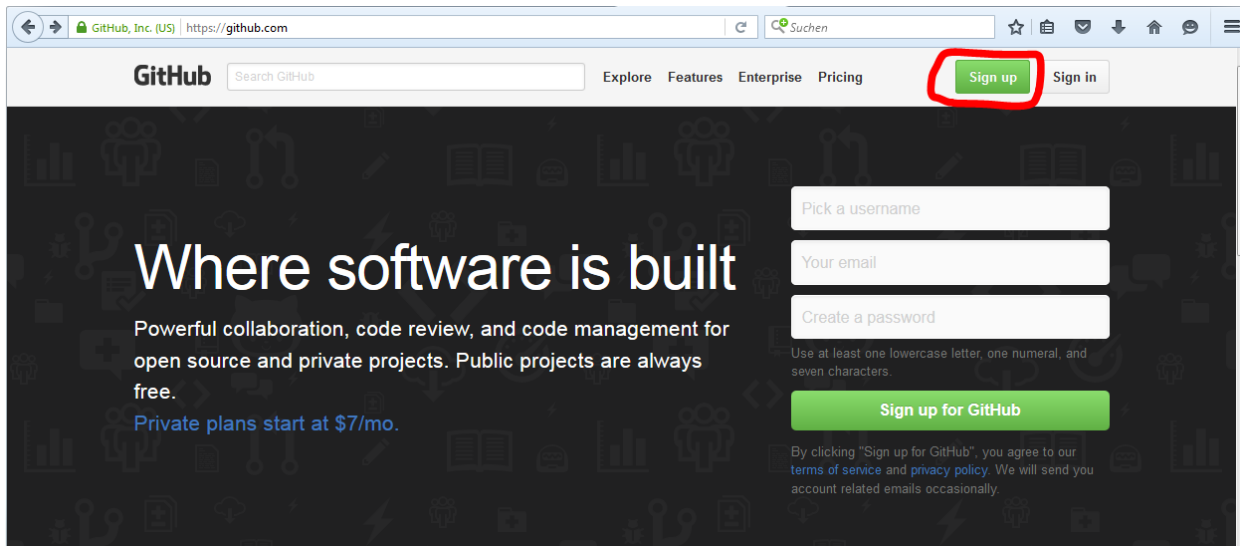 GitHub, Inc. (US) https://github.com Suchen
GitHub Search GitHub Explore Features Enterprise Pricing Sign up Sign in
Pick a username
Where software is built
Your email
Powerful collaboration, code review, and code management for
open source and private projects. Public projects are always
free.
Private plans start at $7/mo.
Create a password
Use at least one lowercase letter, one numeral, and
seven characters.
Sign up for GitHub
By clicking "Sign up for GitHub", you agree to our
terms of service and privacy policy. We will send you
account related emails occasionally.